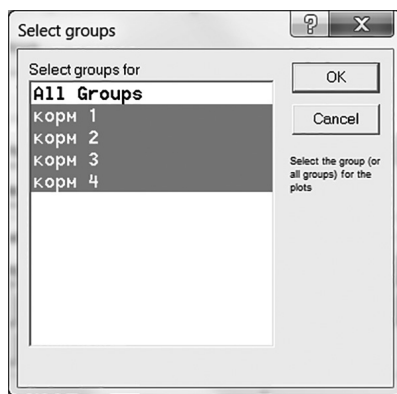 Select groups
Select groups for
All Groups
корм 1
корм 2
корм 3
корм 4
OK
Cancel
Select the group (or
all groups) for the
plots